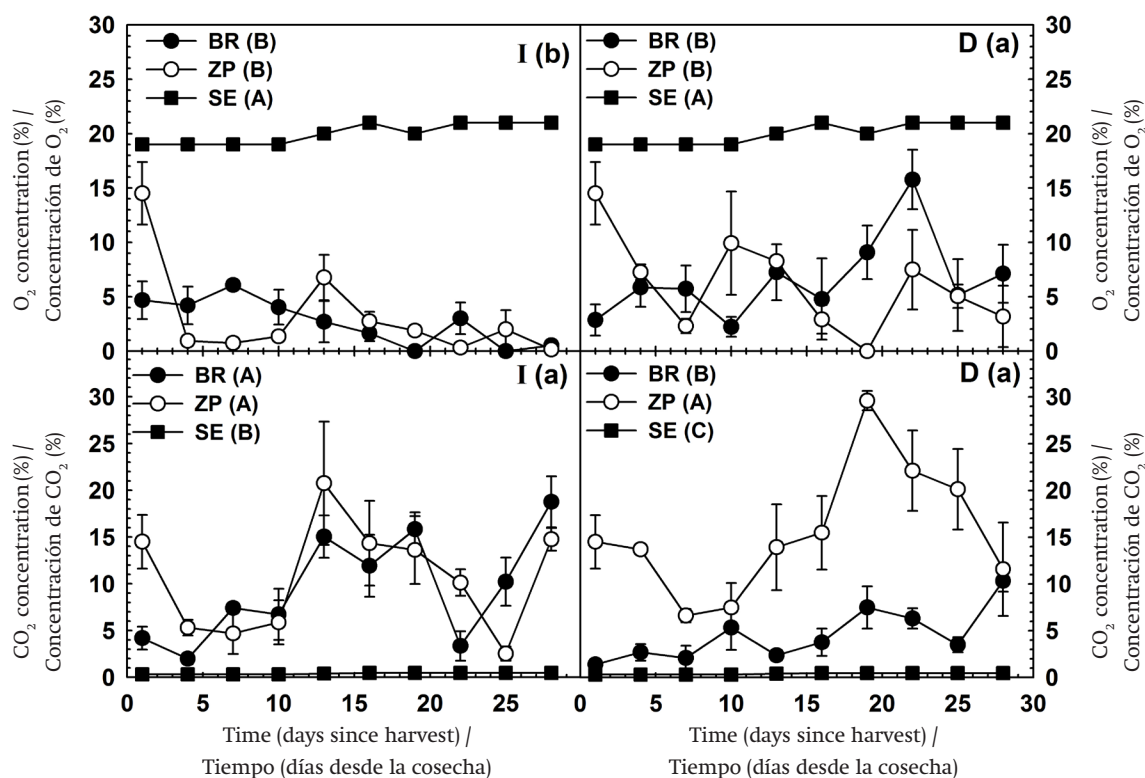 O₂ concentration (%) /
Concentración de O₂ (%)
30
25
20
15
10
5
0
BR (B)
ZP (B)
SE (A)
I (b)
BR (B)
ZP (B)
SE (A)
D (a)
30
25
20
15
10
5
0
O₂ concentration (%) /
Concentración de O₂ (%)
CO₂ concentration (%) /
Concentración de CO₂ (%)
30
25
20
15
10
5
0
BR (A)
ZP (A)
SE (B)
I (a)
BR (B)
ZP (A)
SE (C)
D (a)
30
25
20
15
10
5
0
CO₂ concentration (%) /
Concentración de CO₂ (%)
0 5 10 15 20 25 30 5 10 15 20 25 30
Time (days since harvest) /
Tiempo (días desde la cosecha)
Time (days since harvest) /
Tiempo (días desde la cosecha)